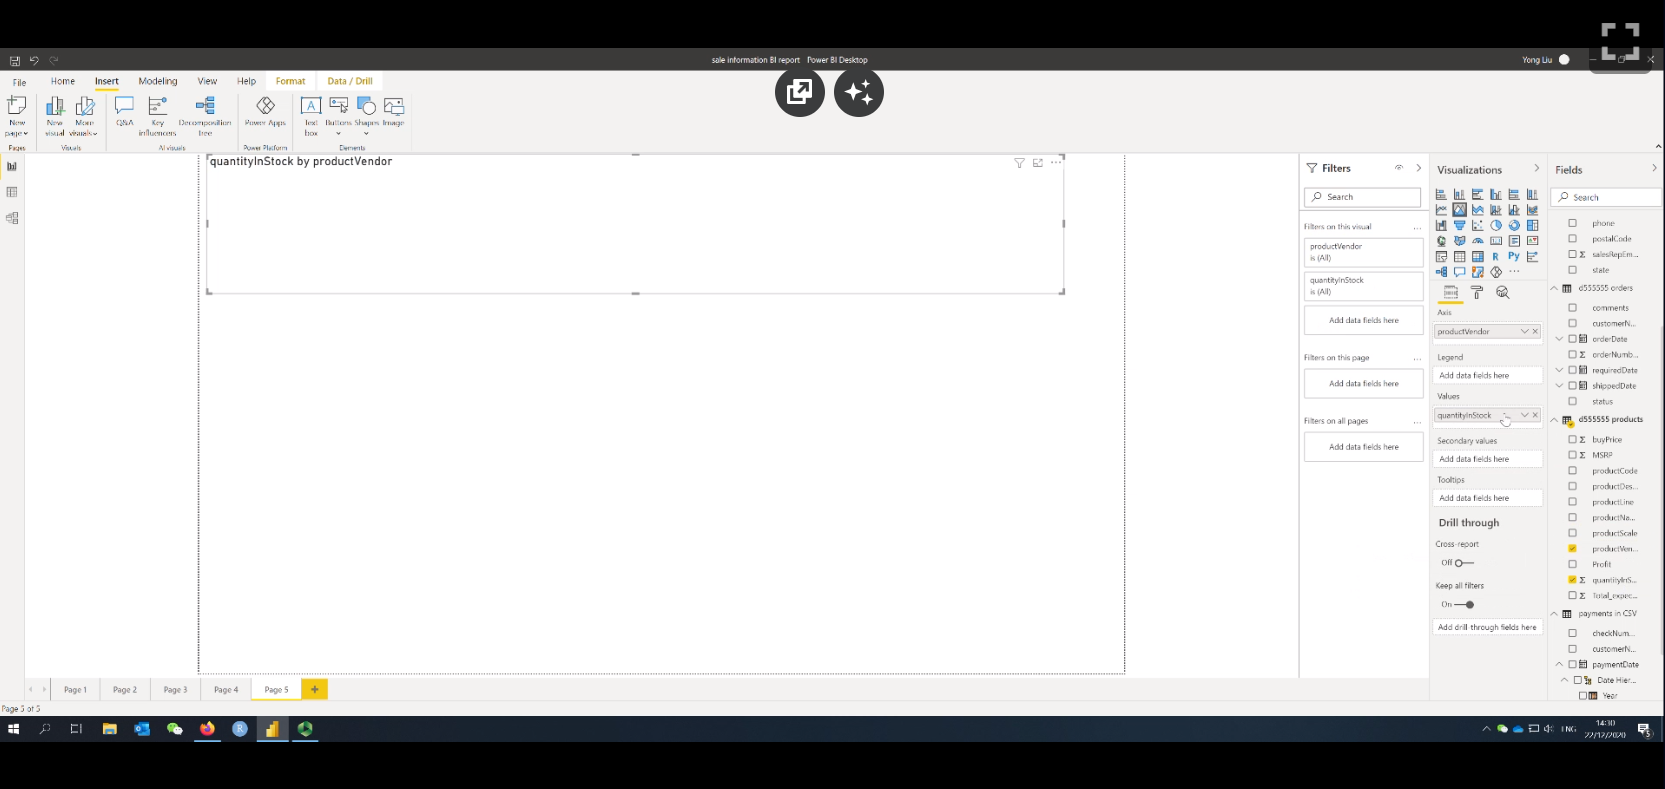 sale information BI report - Power BI Desktop
Yong Liu
File Home Insert Modeling View Help Format Data / Drill
New page
New visual
More visuals
Q&A
Key influencers
Decomposition tree
Power Apps
Text box
Buttons
Shapes
Image
Pages
Visuals
AI visuals
Power Platform
Elements
quantityInStock by productVendor
Filters
Search
Filters on this visual
productVendor
is (All)
quantityInStock
is (All)
Add data fields here
Filters on this page
Add data fields here
Filters on all pages
Add data fields here
Visualizations
R Py
Axis
productVendor
Legend
Add data fields here
Values
quantityInStock
Secondary values
Add data fields here
Tooltips
Add data fields here
Drill through
Cross-report
Off
Keep all filters
On
Add drill-through fields here
Fields
Search
phone
postalCode
salesRepEm...
state
d555555 orders
comments
customerN...
orderDate
orderNumb...
requiredDate
shippedDate
status
d555555 products
buyPrice
MSRP
productCode
productDes...
productLine
productNa...
productScale
productVen...
Profit
quantityInS...
Total_expec...
payments in CSV
checkNum...
customerN...
paymentDate
Date Hier...
Year
Page 1 Page 2 Page 3 Page 4 Page 5 +
Page 5 of 5
ENG
14:30
22/12/2020
5